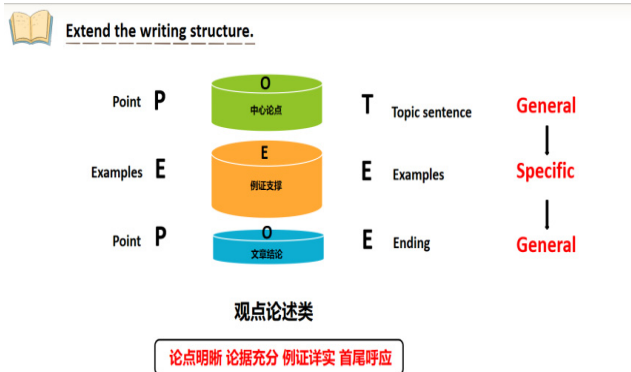 Extend the writing structure.
Point P O 中心论点 T Topic sentence General
Examples E E 例证支撑 E Examples Specific
Point P O 文章结论 E Ending General
观点论述类
论点明晰 论据充分 例证详实 首尾呼应